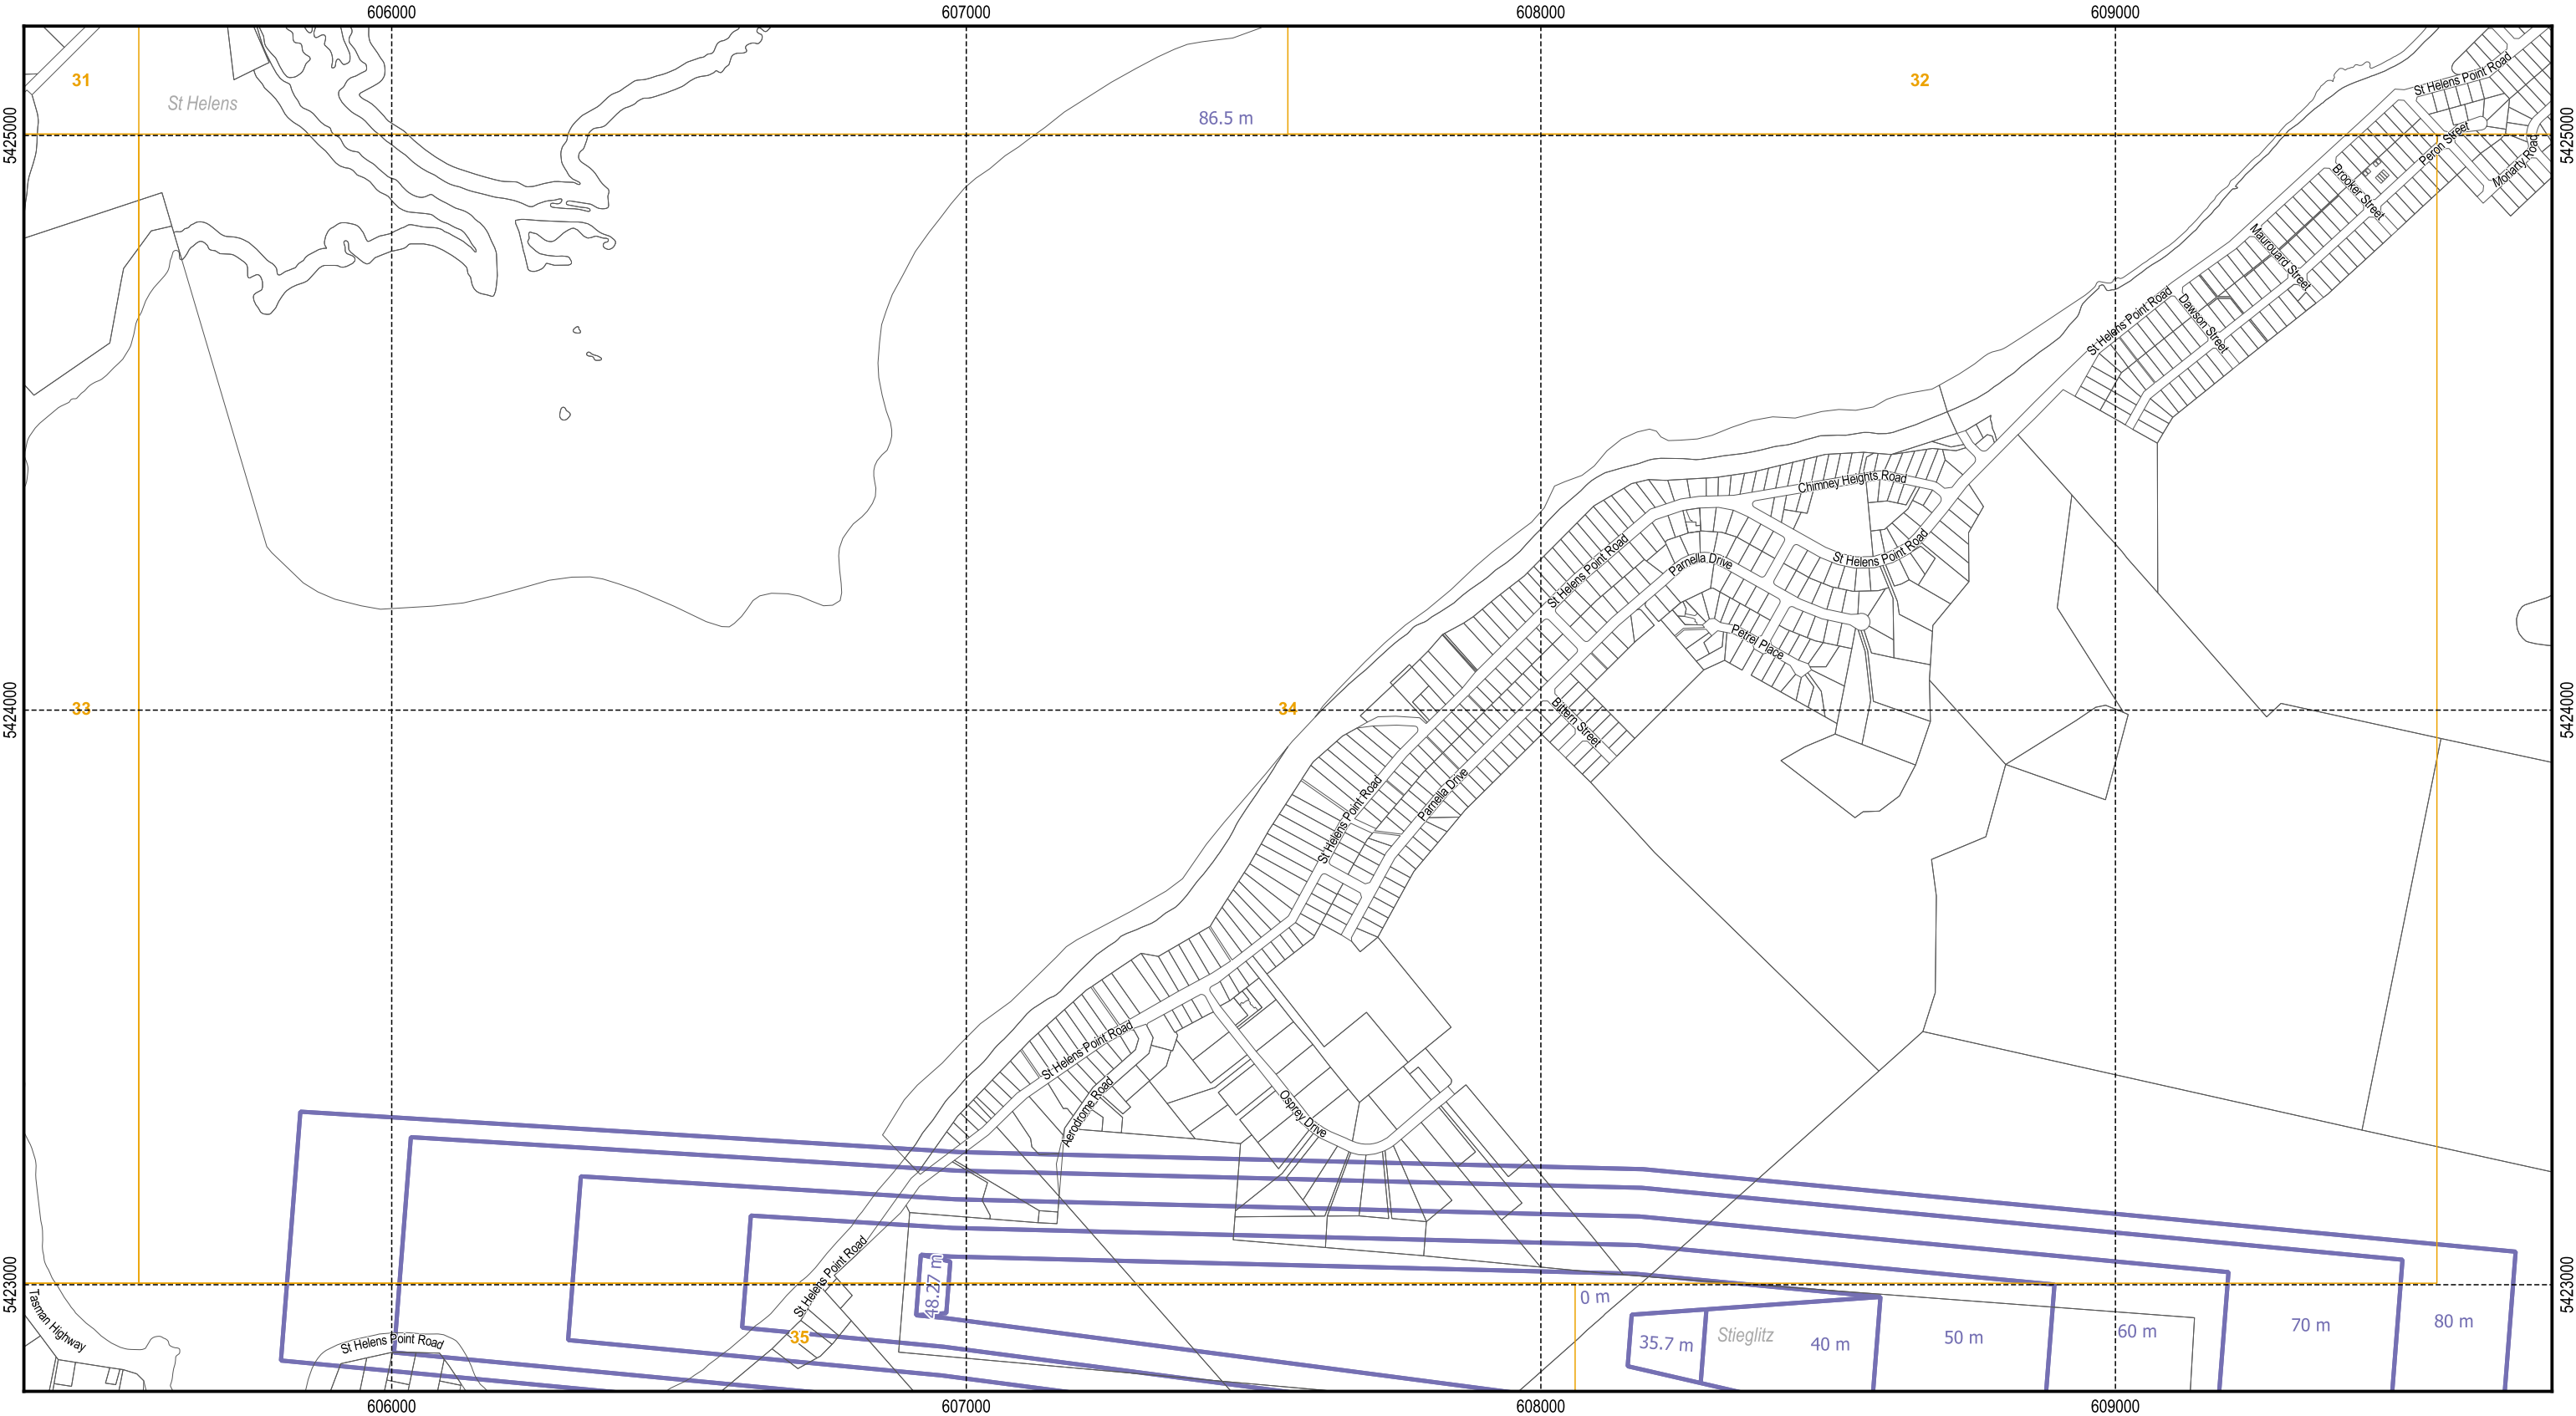 606000
607000
608000
609000
31
St Helens
86.5 m
32
St Helens Point Road
5425000
5425000
Peron Street
Moriarty Road
Brooker Street
Maurouard Street
St Helens Point Road
Dawson Street
Chimney Heights Road
St Helens Point Road
St Helens Point Road
Parnella Drive
Petrel Place
5424000
33
34
Bittern Street
5424000
St Helens Point Road
Parnella Drive
St Helens Point Road
Aerodrome Road
Osprey Drive
5423000
5423000
St Helens Point Road
48.27 m
0 m
Tasman Highway
St Helens Point Road
35
35.7 m
Stieglitz
40 m
50 m
60 m
70 m
80 m
606000
607000
608000
609000